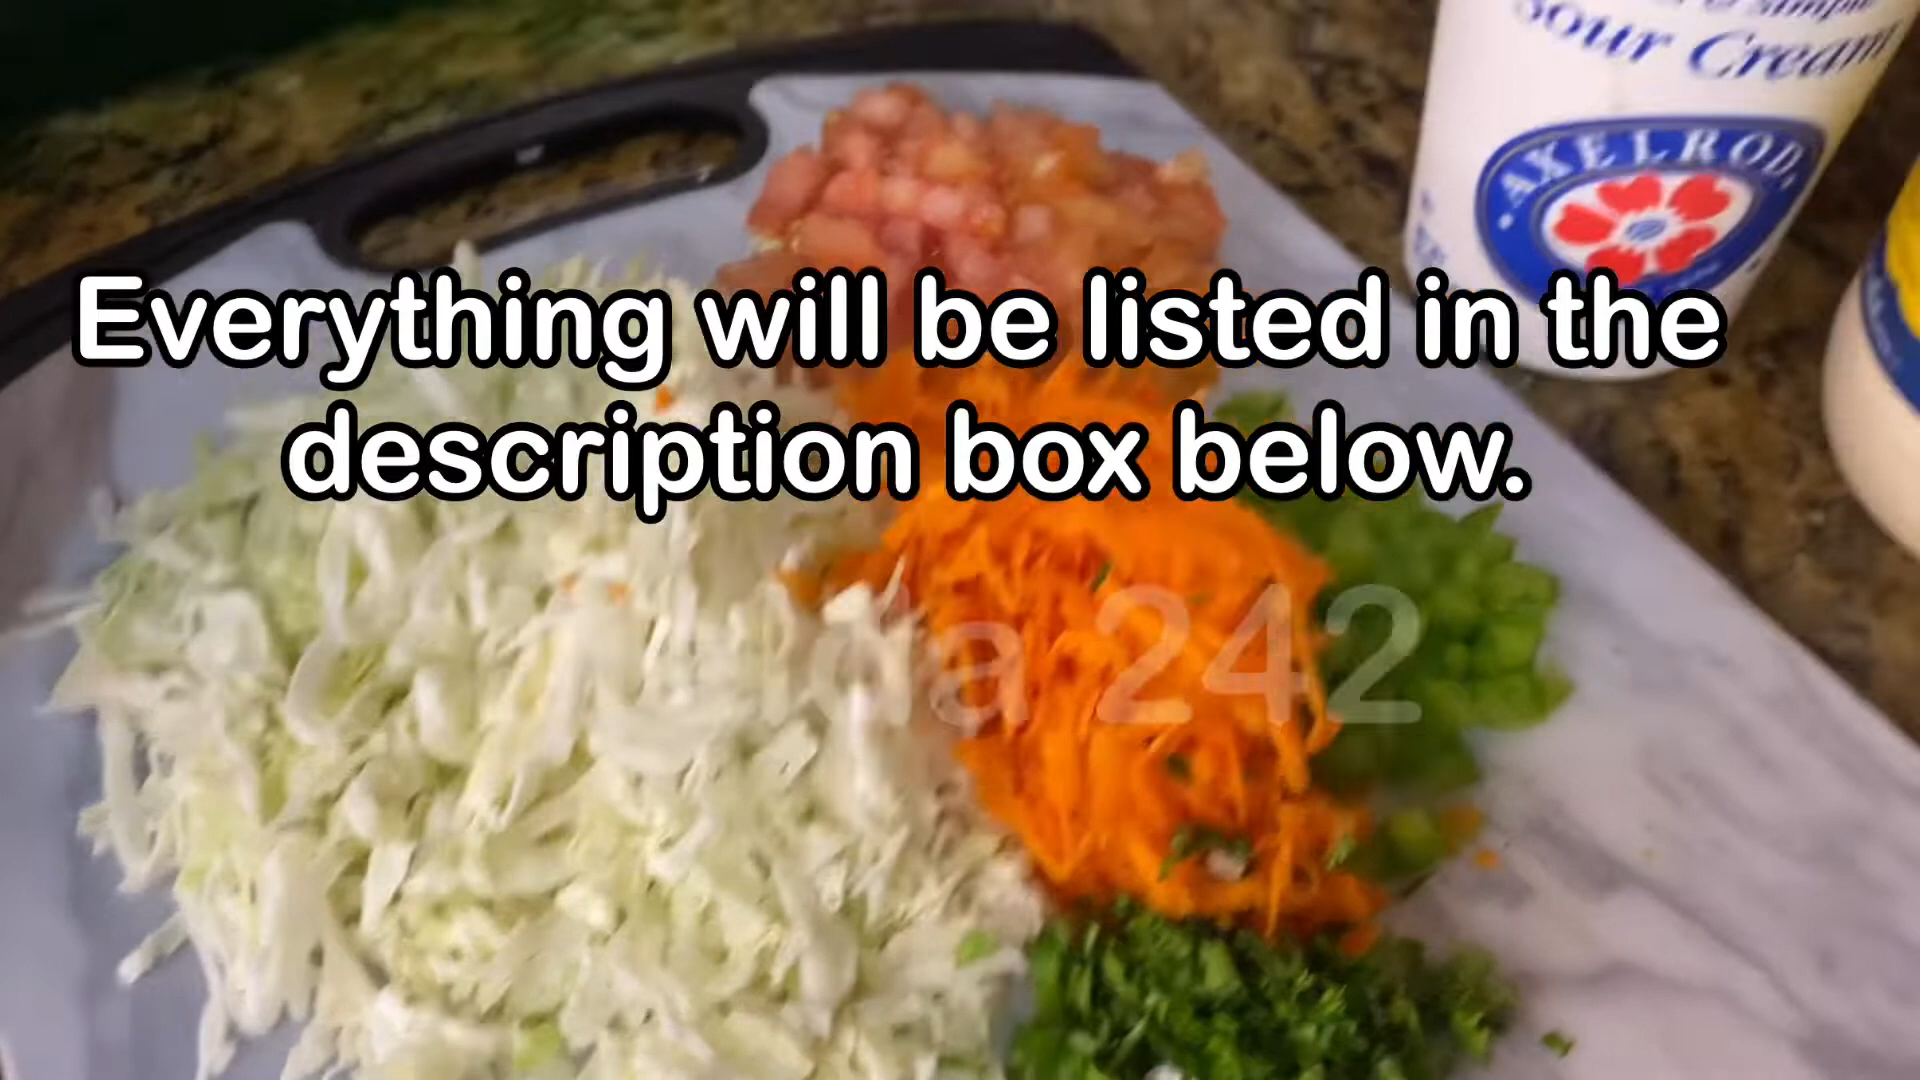 Sour Cream
AXELROD
Everything will be listed in the
description box below.
242